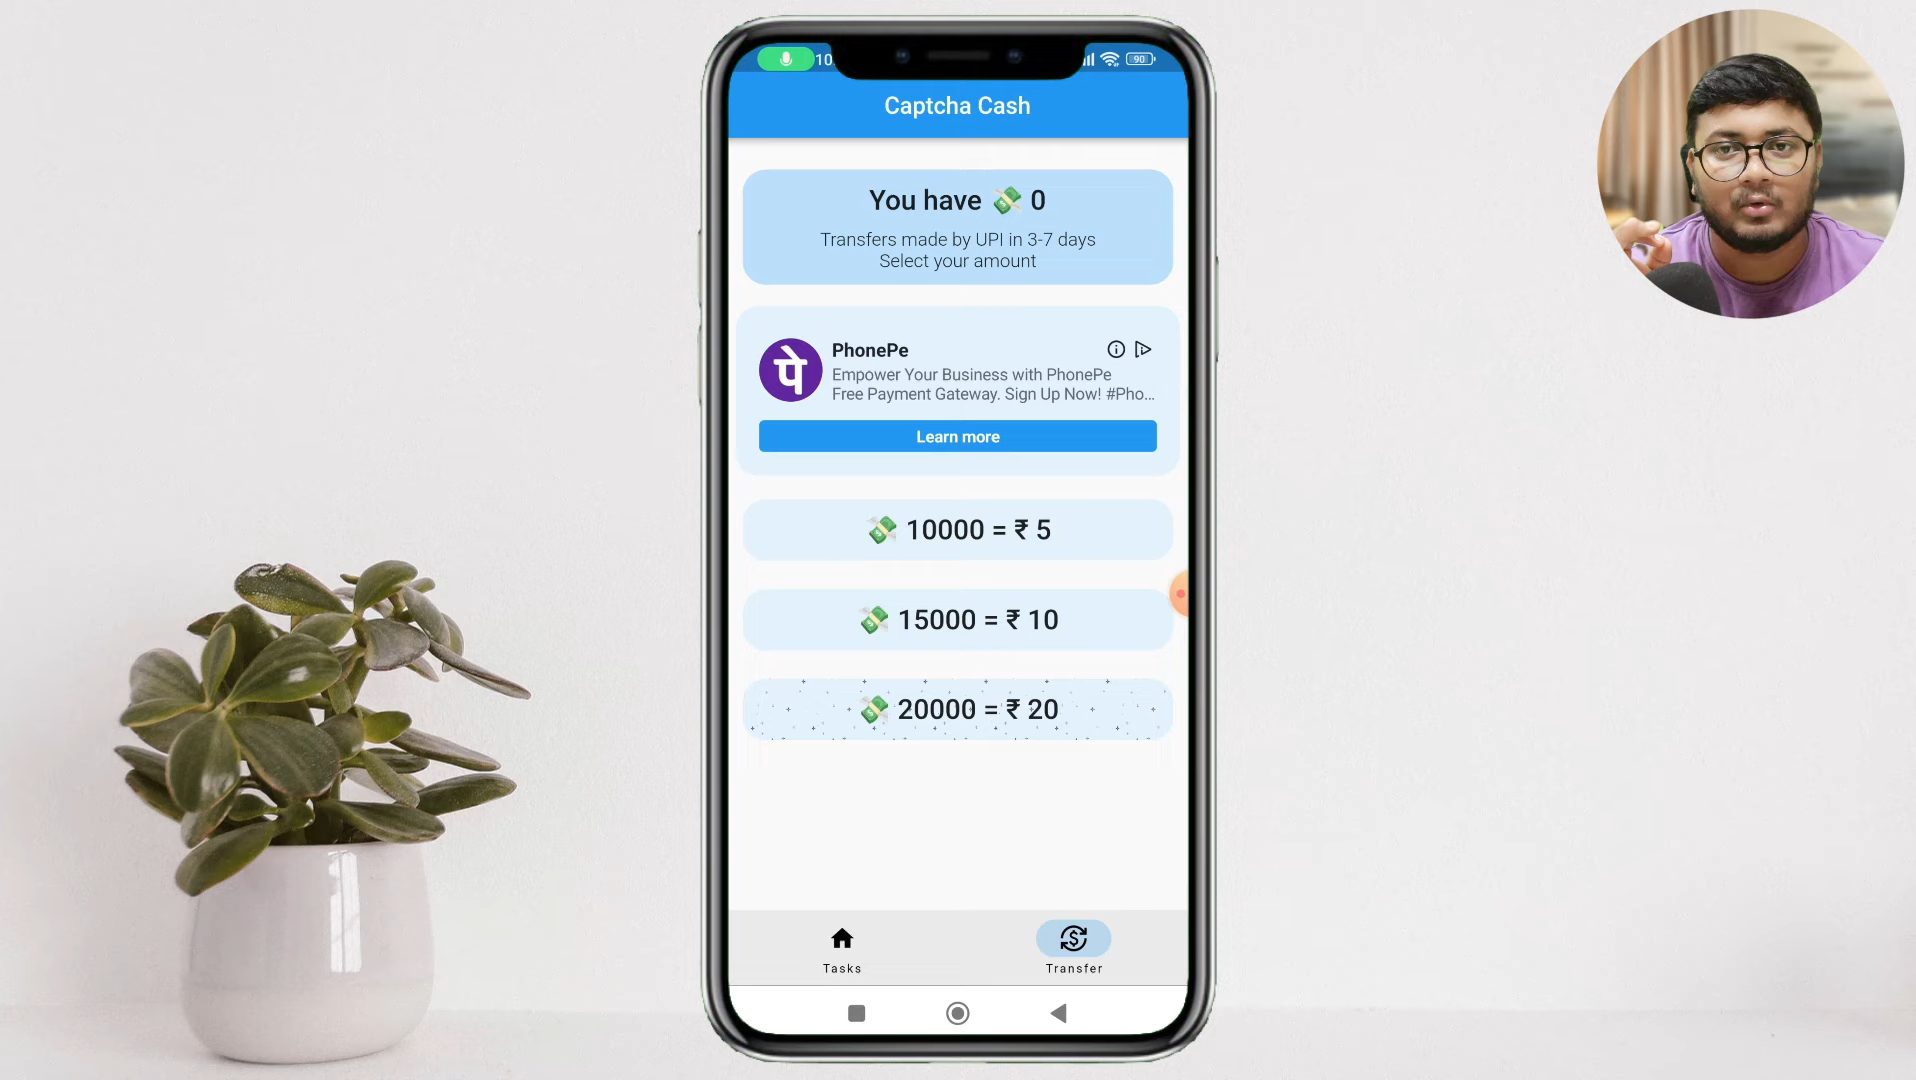 10
90
Captcha Cash
You have 💸 0
Transfers made by UPI in 3-7 days
Select your amount
पे
PhonePe
Empower Your Business with PhonePe
Free Payment Gateway. Sign Up Now! #Pho...
Learn more
💸 10000 = ₹ 5
💸 15000 = ₹ 10
💸 20000 = ₹ 20
Tasks
Transfer